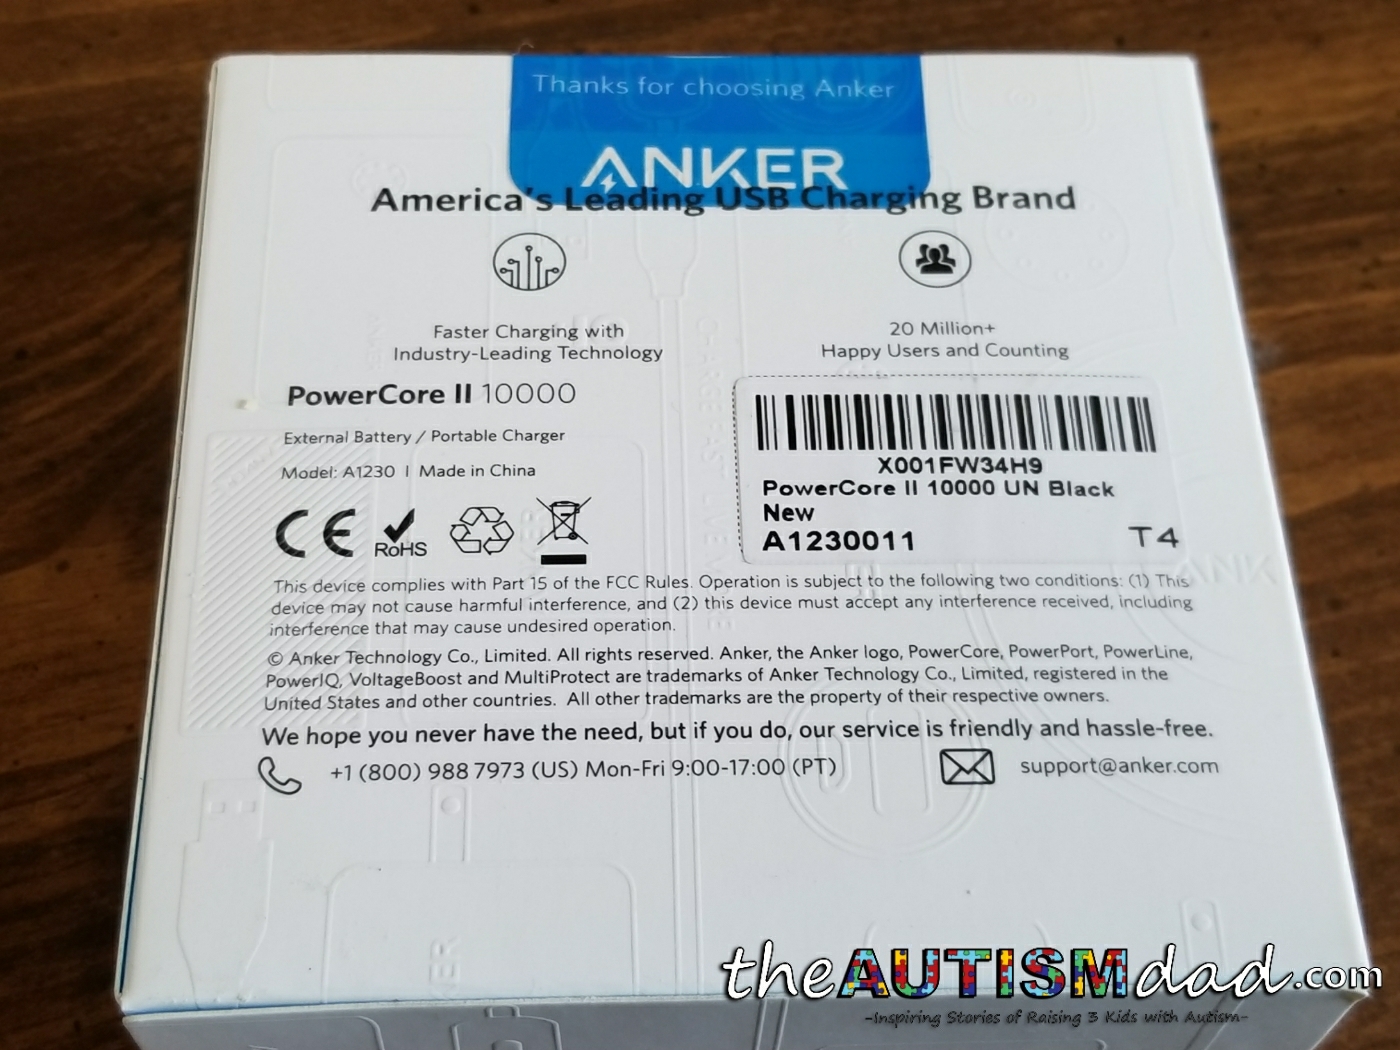 Thanks for choosing Anker
ANKER
America's Leading USB Charging Brand
Faster Charging with
Industry-Leading Technology
20 Million+
Happy Users and Counting
PowerCore II 10000
External Battery / Portable Charger
Model: A1230 | Made in China
CE RoHS
X001FW34H9
PowerCore II 10000 UN Black
New
A1230011
T4
This device complies with Part 15 of the FCC Rules. Operation is subject to the following two conditions: (1) This
device may not cause harmful interference, and (2) this device must accept any interference received, including
interference that may cause undesired operation.
© Anker Technology Co., Limited. All rights reserved. Anker, the Anker logo, PowerCore, PowerPort, PowerLine,
PowerIQ, VoltageBoost and MultiProtect are trademarks of Anker Technology Co., Limited, registered in the
United States and other countries. All other trademarks are the property of their respective owners.
We hope you never have the need, but if you do, our service is friendly and hassle-free.
+1 (800) 988 7973 (US) Mon-Fri 9:00-17:00 (PT)
support@anker.com
theAUTISMdad.com
-Inspiring Stories of Raising 3 Kids with Autism-